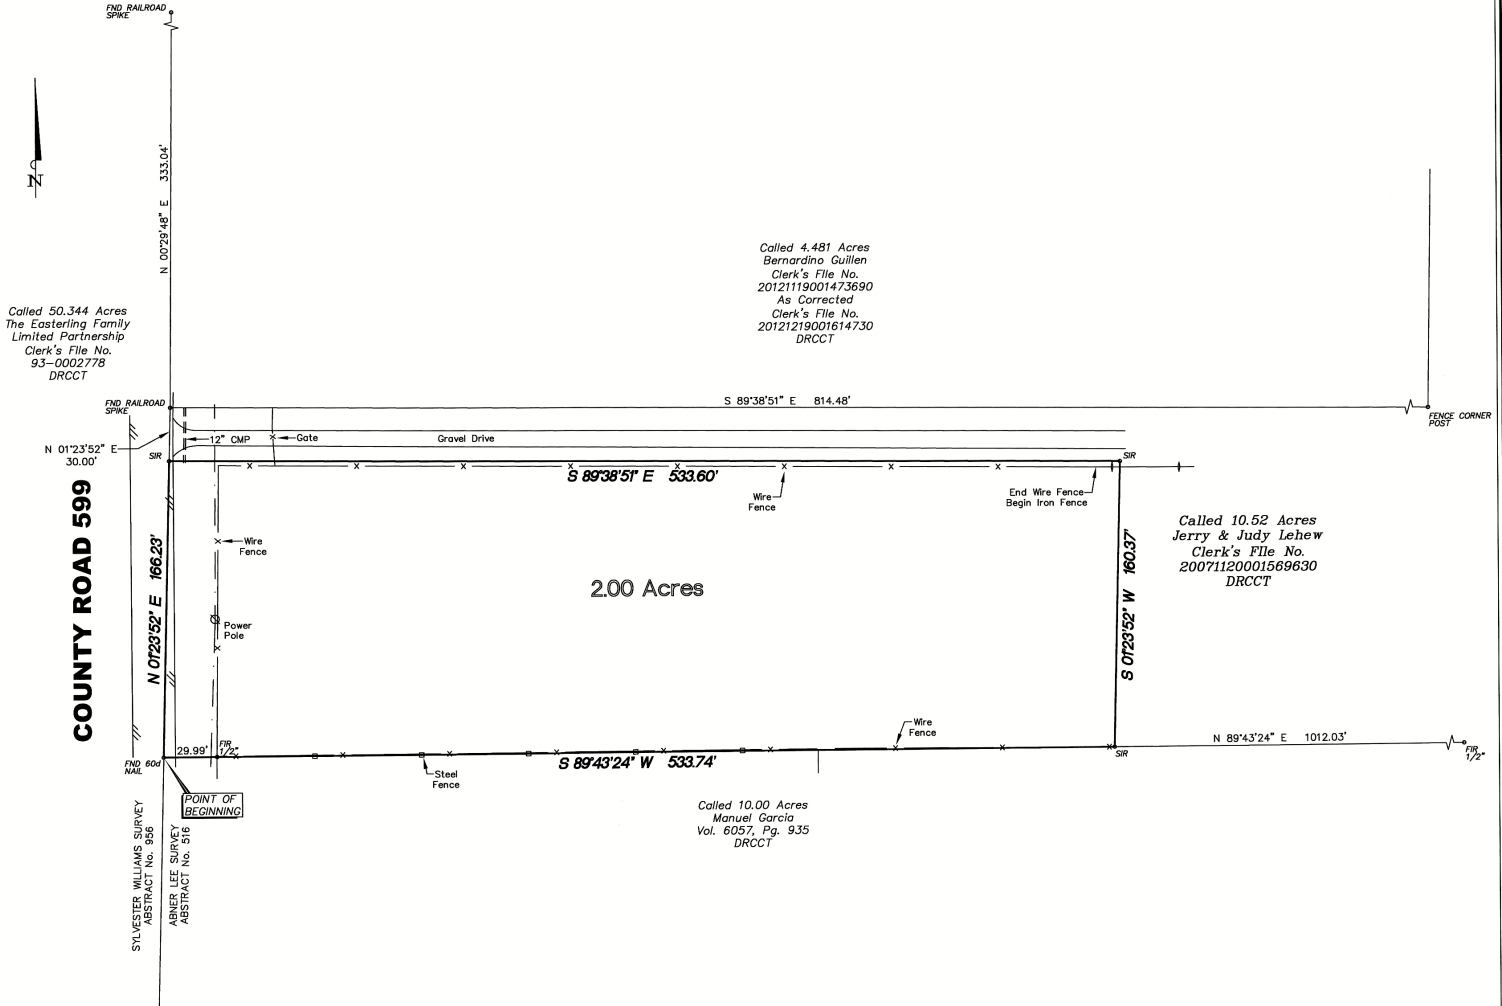 FND RAILROAD
SPIKE
N
N 00°29'48" E 333.04'
Called 4.481 Acres
Bernardino Guillen
Clerk's File No.
20121119001473690
As Corrected
Clerk's File No.
20121219001614730
DRCCT
Called 50.344 Acres
The Easterling Family
Limited Partnership
Clerk's File No.
93-0002778
DRCCT
FND RAILROAD
SPIKE
S 89°38'51" E 814.48'
FENCE CORNER
POST
N 01°23'52" E
30.00'
12" CMP
Gate
Gravel Drive
SIR
SIR
S 89°38'51" E 533.60'
Wire
Fence
End Wire Fence
Begin Iron Fence
COUNTY ROAD 599
N 01°23'52" E 166.23'
Wire
Fence
2.00 Acres
Power
Pole
S 01°23'52" W 160.37'
Called 10.52 Acres
Jerry & Judy Lehew
Clerk's File No.
20071120001569630
DRCCT
29.99'
FIR
1/2"
Wire
Fence
N 89°43'24" E 1012.03'
FIR
1/2"
SIR
FND 60d
NAIL
S 89°43'24" W 533.74'
Steel
Fence
POINT OF
BEGINNING
Called 10.00 Acres
Manuel Garcia
Vol. 6057, Pg. 935
DRCCT
SYLVESTER WILLIAMS SURVEY
ABSTRACT No. 956
ABNER LEE SURVEY
ABSTRACT No. 516